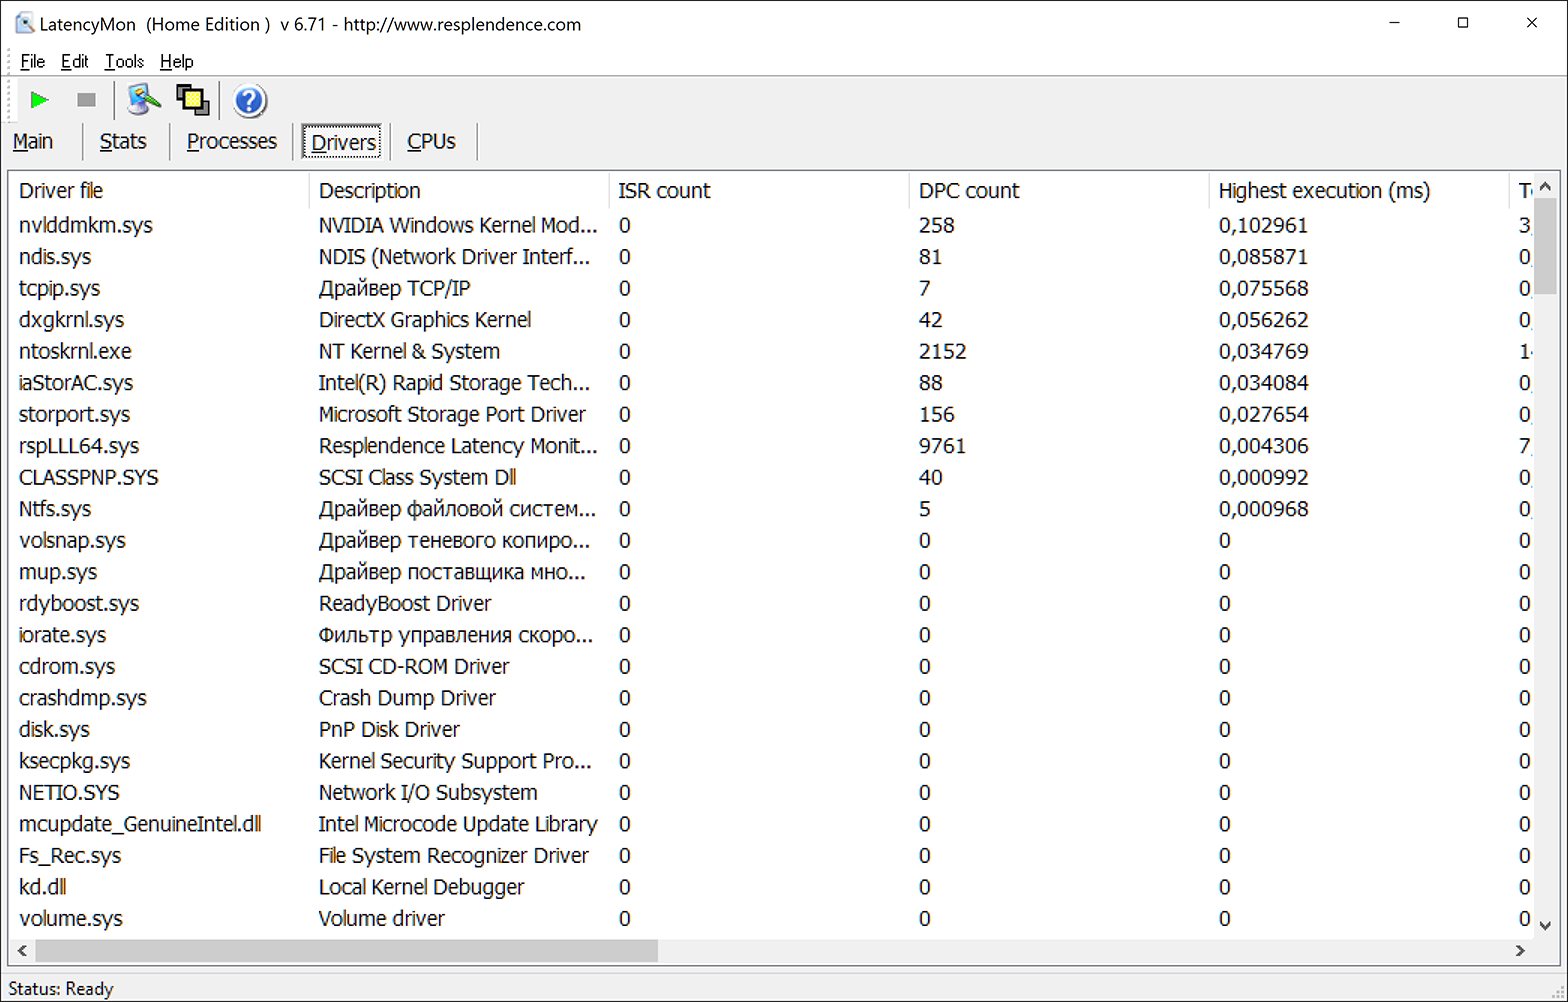 LatencyMon (Home Edition ) v 6.71 - http://www.resplendence.com
File Edit Tools Help
Main Stats Processes Drivers CPUs
Driver file Description ISR count DPC count Highest execution (ms) T
nvlddmkm.sys NVIDIA Windows Kernel Mod... 0 258 0,102961 3,
ndis.sys NDIS (Network Driver Interf... 0 81 0,085871 0,
tcpip.sys Драйвер TCP/IP 0 7 0,075568 0,
dxgkrnl.sys DirectX Graphics Kernel 0 42 0,056262 0,
ntoskrnl.exe NT Kernel & System 0 2152 0,034769 1
iaStorAC.sys Intel(R) Rapid Storage Tech... 0 88 0,034084 0,
storport.sys Microsoft Storage Port Driver 0 156 0,027654 0,
rspLLL64.sys Resplendence Latency Monit... 0 9761 0,004306 7,
CLASSPNP.SYS SCSI Class System Dll 0 40 0,000992 0,
Ntfs.sys Драйвер файловой систем... 0 5 0,000968 0,
volsnap.sys Драйвер теневого копиро... 0 0 0 0
mup.sys Драйвер поставщика мно... 0 0 0 0
rdyboost.sys ReadyBoost Driver 0 0 0 0
iorate.sys Фильтр управления скоро... 0 0 0 0
cdrom.sys SCSI CD-ROM Driver 0 0 0 0
crashdmp.sys Crash Dump Driver 0 0 0 0
disk.sys PnP Disk Driver 0 0 0 0
ksecpkg.sys Kernel Security Support Pro... 0 0 0 0
NETIO.SYS Network I/O Subsystem 0 0 0 0
mcupdate_GenuineIntel.dll Intel Microcode Update Library 0 0 0 0
Fs_Rec.sys File System Recognizer Driver 0 0 0 0
kd.dll Local Kernel Debugger 0 0 0 0
volume.sys Volume driver 0 0 0 0
Status: Ready